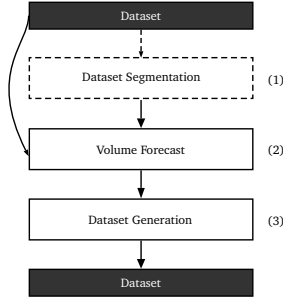 Dataset
Dataset Segmentation (1)
Volume Forecast (2)
Dataset Generation (3)
Dataset